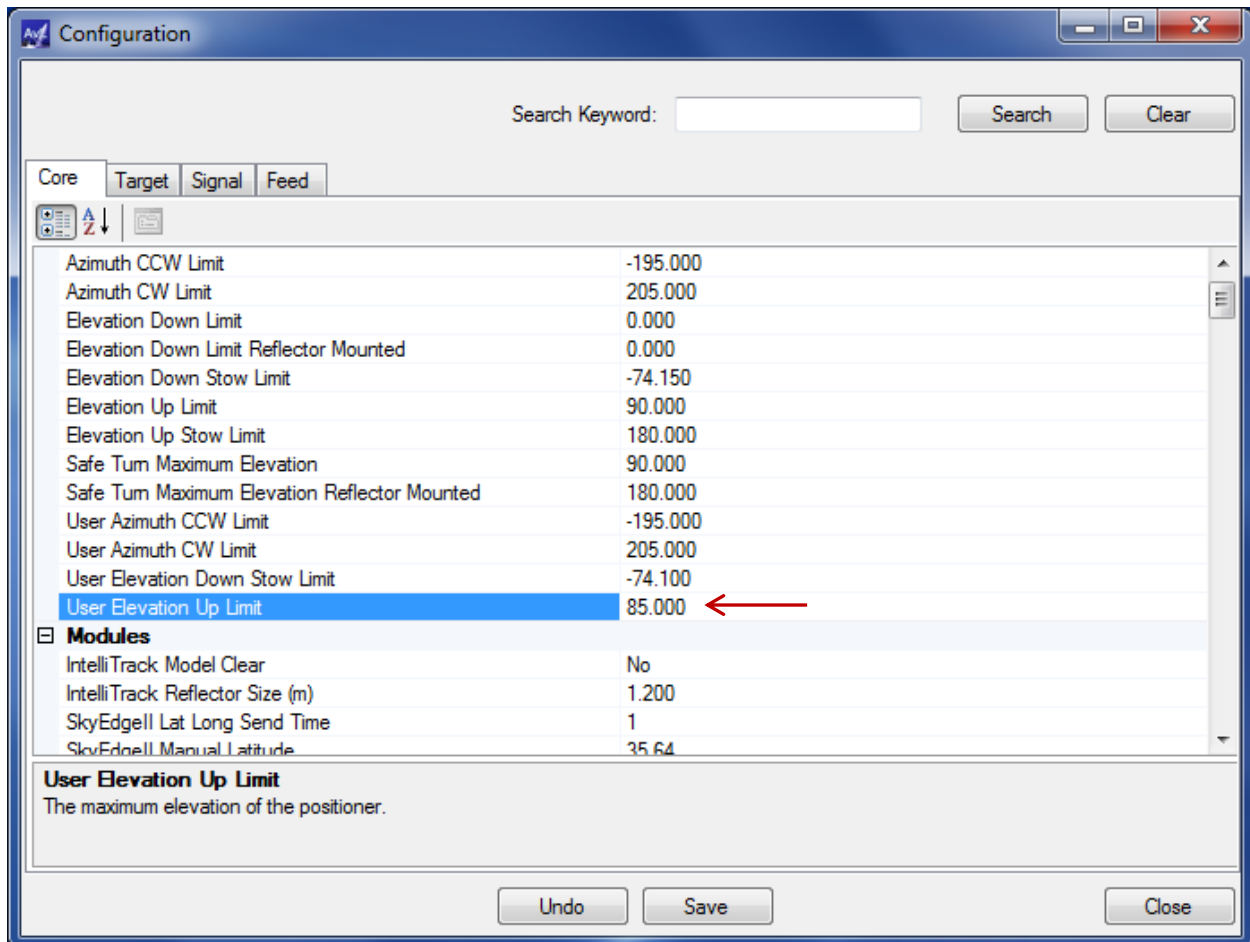 Configuration
Search Keyword:
Search
Clear
Core
Target
Signal
Feed
Azimuth CCW Limit -195.000
Azimuth CW Limit 205.000
Elevation Down Limit 0.000
Elevation Down Limit Reflector Mounted 0.000
Elevation Down Stow Limit -74.150
Elevation Up Limit 90.000
Elevation Up Stow Limit 180.000
Safe Turn Maximum Elevation 90.000
Safe Turn Maximum Elevation Reflector Mounted 180.000
User Azimuth CCW Limit -195.000
User Azimuth CW Limit 205.000
User Elevation Down Stow Limit -74.100
User Elevation Up Limit 85.000
Modules
IntelliTrack Model Clear No
IntelliTrack Reflector Size (m) 1.200
SkyEdgeII Lat Long Send Time 1
SkyEdgeII Manual Latitude 35.64
User Elevation Up Limit
The maximum elevation of the positioner.
Undo
Save
Close